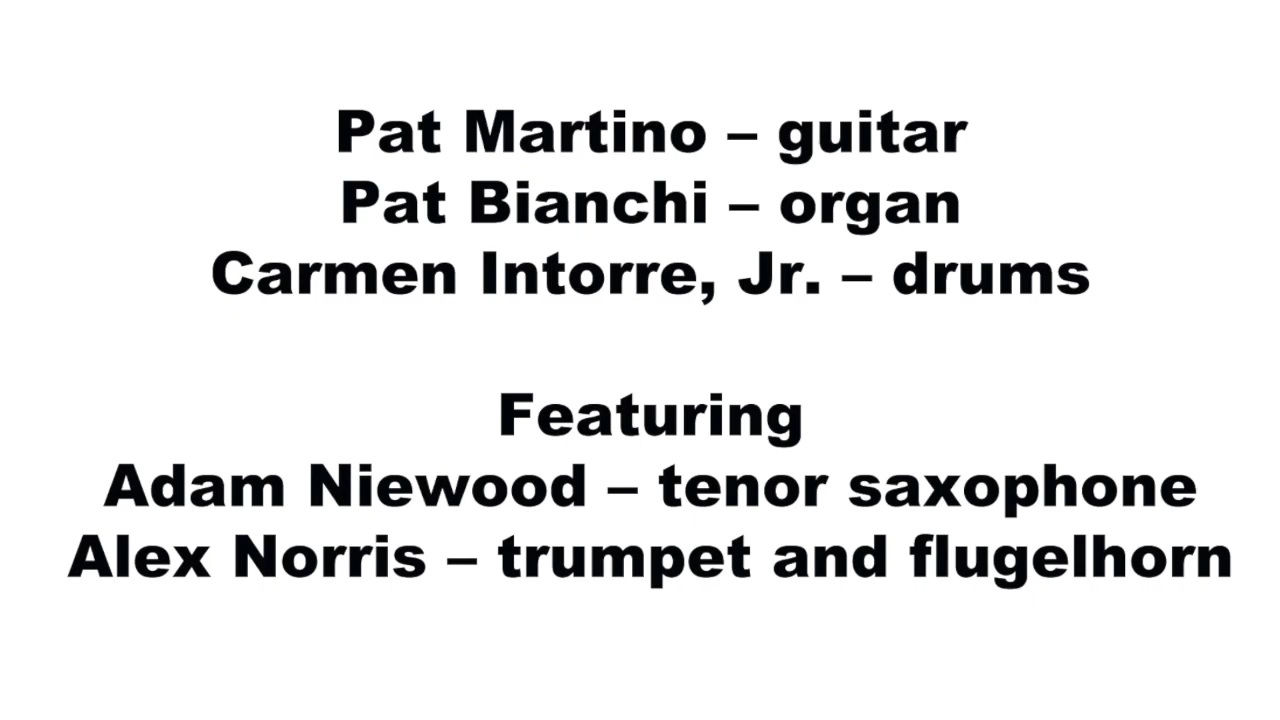 Pat Martino – guitar
Pat Bianchi – organ
Carmen Intorre, Jr. – drums
Featuring
Adam Niewood – tenor saxophone
Alex Norris – trumpet and flugelhorn